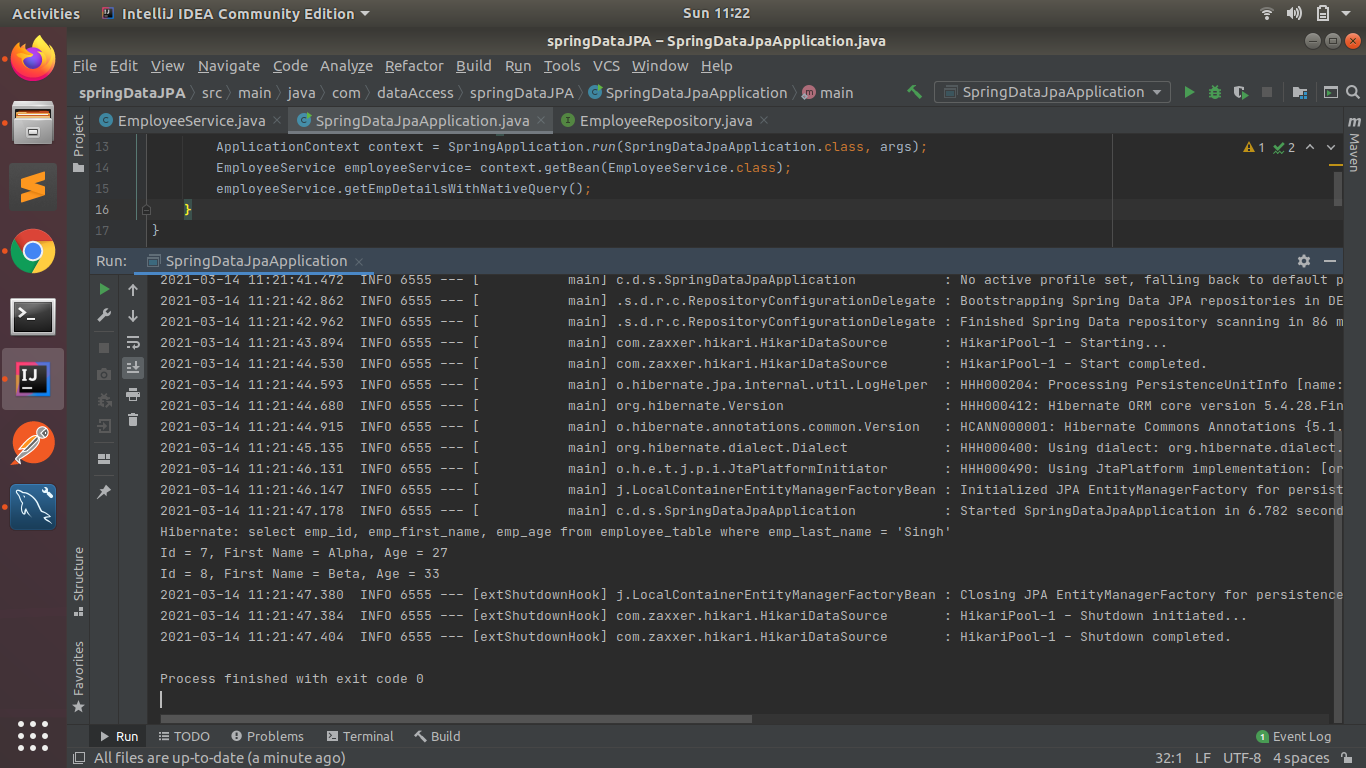 Activities IntelliJ IDEA Community Edition Sun 11:22
springDataJPA – SpringDataJpaApplication.java
File Edit View Navigate Code Analyze Refactor Build Run Tools VCS Window Help
springDataJPA src main java com dataAccess springDataJPA SpringDataJpaApplication main SpringDataJpaApplication
Project EmployeeService.java SpringDataJpaApplication.java EmployeeRepository.java Maven
13 ApplicationContext context = SpringApplication.run(SpringDataJpaApplication.class, args); 1 2
14 EmployeeService employeeService= context.getBean(EmployeeService.class);
15 employeeService.getEmpDetailsWithNativeQuery();
16 }
17 }
Run: SpringDataJpaApplication
2021-03-14 11:21:41.472 INFO 6555 --- [ main] c.d.s.SpringDataJpaApplication : No active profile set, falling back to default p
2021-03-14 11:21:42.862 INFO 6555 --- [ main] .s.d.r.c.RepositoryConfigurationDelegate : Bootstrapping Spring Data JPA repositories in DE
2021-03-14 11:21:42.962 INFO 6555 --- [ main] .s.d.r.c.RepositoryConfigurationDelegate : Finished Spring Data repository scanning in 86 m
2021-03-14 11:21:43.894 INFO 6555 --- [ main] com.zaxxer.hikari.HikariDataSource : HikariPool-1 - Starting...
2021-03-14 11:21:44.530 INFO 6555 --- [ main] com.zaxxer.hikari.HikariDataSource : HikariPool-1 - Start completed.
2021-03-14 11:21:44.593 INFO 6555 --- [ main] o.hibernate.jpa.internal.util.LogHelper : HHH000204: Processing PersistenceUnitInfo [name:
2021-03-14 11:21:44.680 INFO 6555 --- [ main] org.hibernate.Version : HHH000412: Hibernate ORM core version 5.4.28.Fin
2021-03-14 11:21:44.915 INFO 6555 --- [ main] o.hibernate.annotations.common.Version : HCANN000001: Hibernate Commons Annotations {5.1.
2021-03-14 11:21:45.135 INFO 6555 --- [ main] org.hibernate.dialect.Dialect : HHH000400: Using dialect: org.hibernate.dialect.
2021-03-14 11:21:46.131 INFO 6555 --- [ main] o.h.e.t.j.p.i.JtaPlatformInitiator : HHH000490: Using JtaPlatform implementation: [or
2021-03-14 11:21:46.147 INFO 6555 --- [ main] j.LocalContainerEntityManagerFactoryBean : Initialized JPA EntityManagerFactory for persist
2021-03-14 11:21:47.178 INFO 6555 --- [ main] c.d.s.SpringDataJpaApplication : Started SpringDataJpaApplication in 6.782 second
Hibernate: select emp_id, emp_first_name, emp_age from employee_table where emp_last_name = 'Singh'
Id = 7, First Name = Alpha, Age = 27
Id = 8, First Name = Beta, Age = 33
2021-03-14 11:21:47.380 INFO 6555 --- [extShutdownHook] j.LocalContainerEntityManagerFactoryBean : Closing JPA EntityManagerFactory for persistence
2021-03-14 11:21:47.384 INFO 6555 --- [extShutdownHook] com.zaxxer.hikari.HikariDataSource : HikariPool-1 - Shutdown initiated...
2021-03-14 11:21:47.404 INFO 6555 --- [extShutdownHook] com.zaxxer.hikari.HikariDataSource : HikariPool-1 - Shutdown completed.
Process finished with exit code 0
Structure
Favorites
Run TODO Problems Terminal Build 1 Event Log
All files are up-to-date (a minute ago) 32:1 LF UTF-8 4 spaces